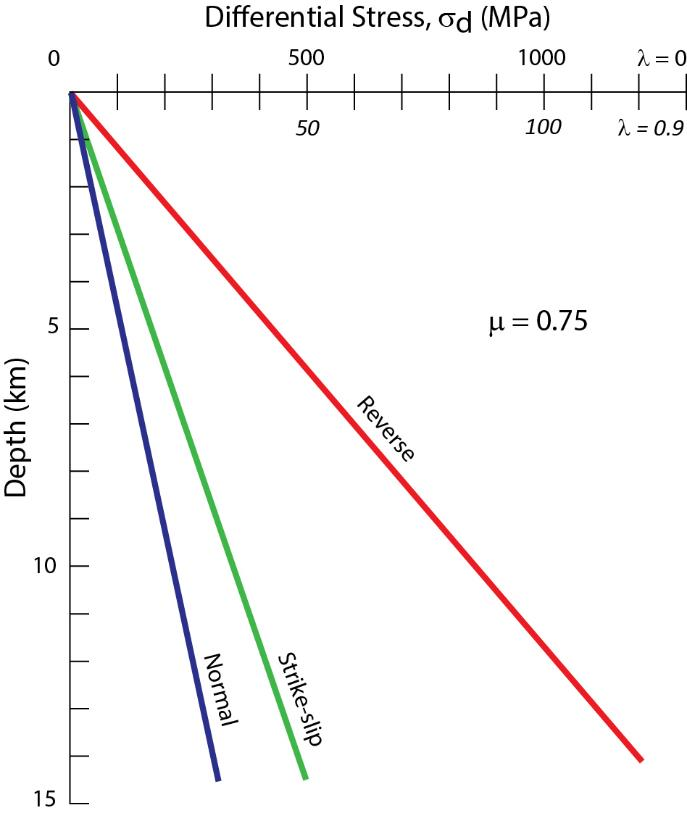 Differential Stress, σd (MPa)
0 500 1000 λ = 0
50 100 λ = 0.9
5
μ = 0.75
Depth (km)
Reverse
10
Normal
Strike-slip
15